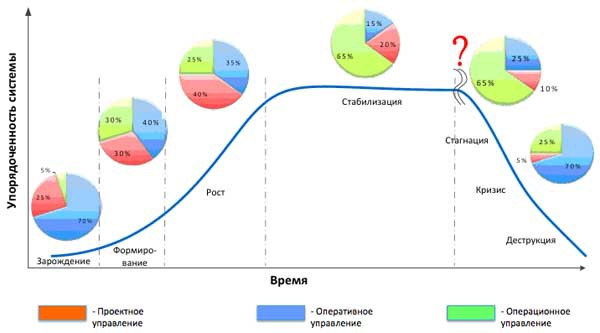 Упорядоченность системы
5%
25%
70%
30%
40%
30%
25%
35%
40%
15%
20%
65%
?
25%
10%
65%
25%
5%
70%
Зарождение
Формиро-
вание
Рост
Стабилизация
Стагнация
Кризис
Деструкция
Время
- Проектное
управление
- Оперативное
управление
- Операционное
управление